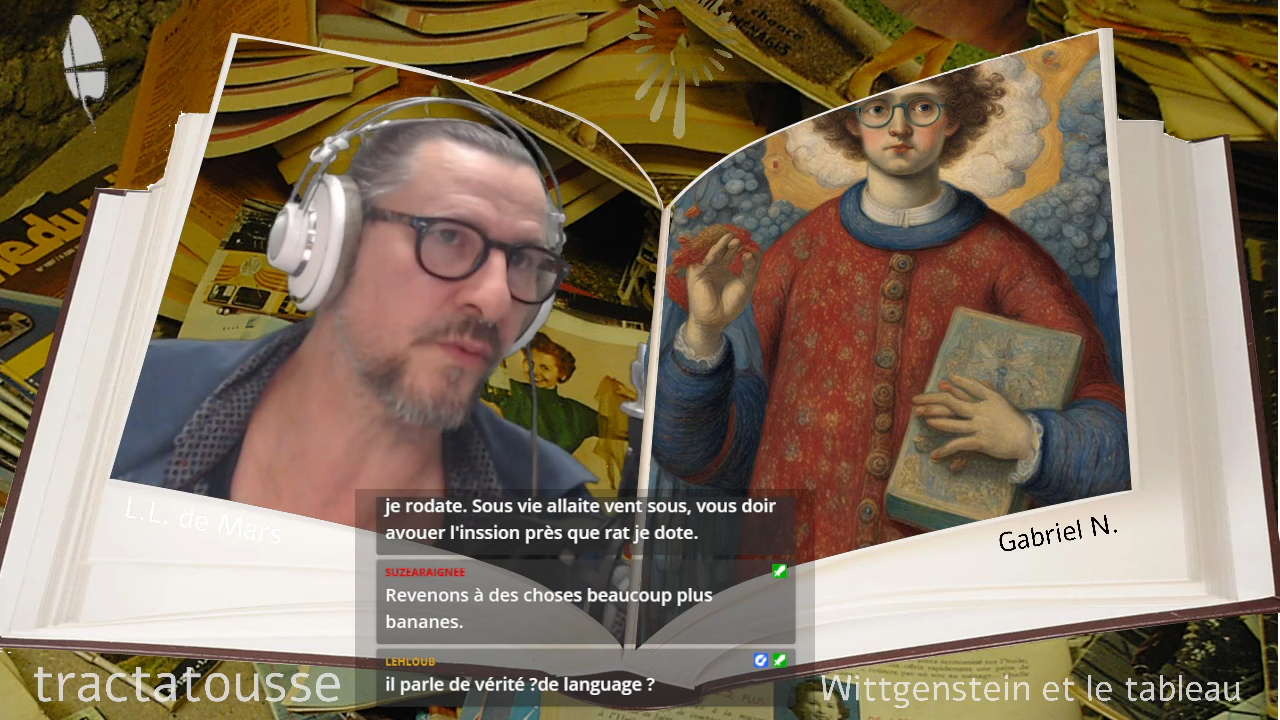 L.L. de Mars
Gabriel N.
je rodate. Sous vie allaite vent sous, vous doir
avouer l'inssion près que rat je dote.
SUZEARAIGNEE
Revenons à des choses beaucoup plus
bananes.
LEHLOUB
il parle de vérité ?de language ?
tractatousse
Wittgenstein et le tableau